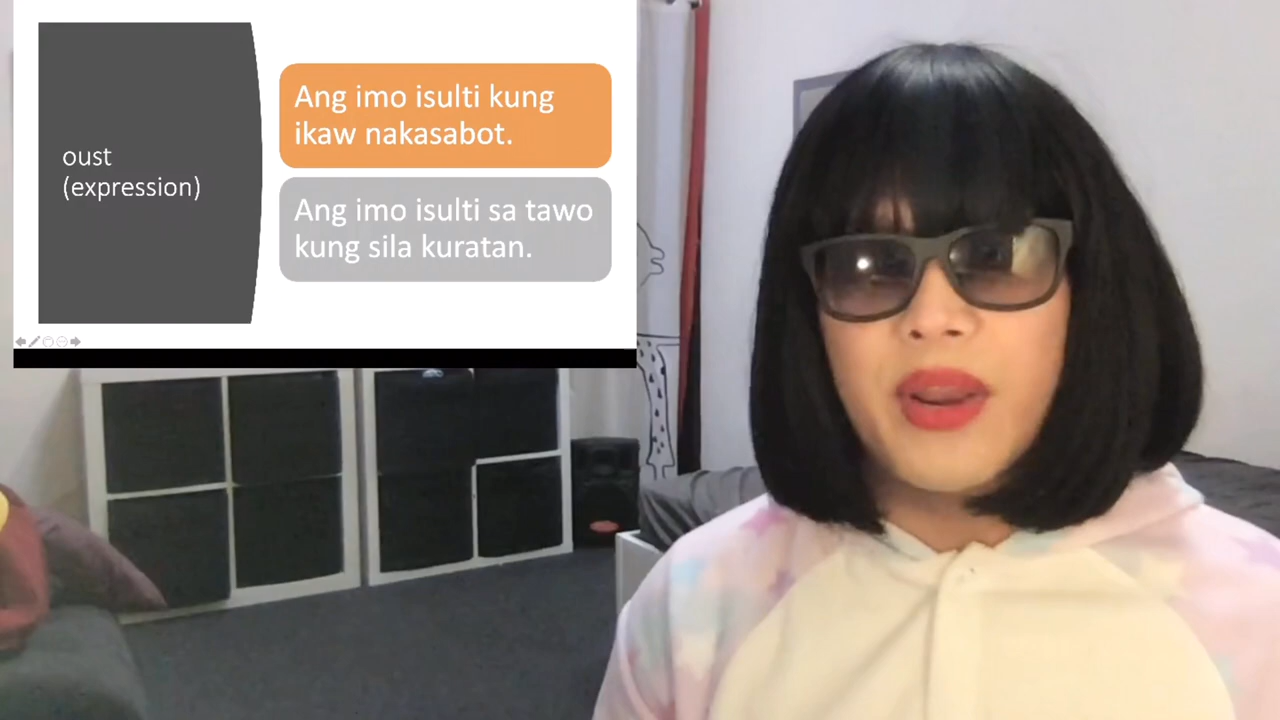 oust
(expression)
Ang imo isulti kung
ikaw nakasabot.
Ang imo isulti sa tawo
kung sila kuratan.